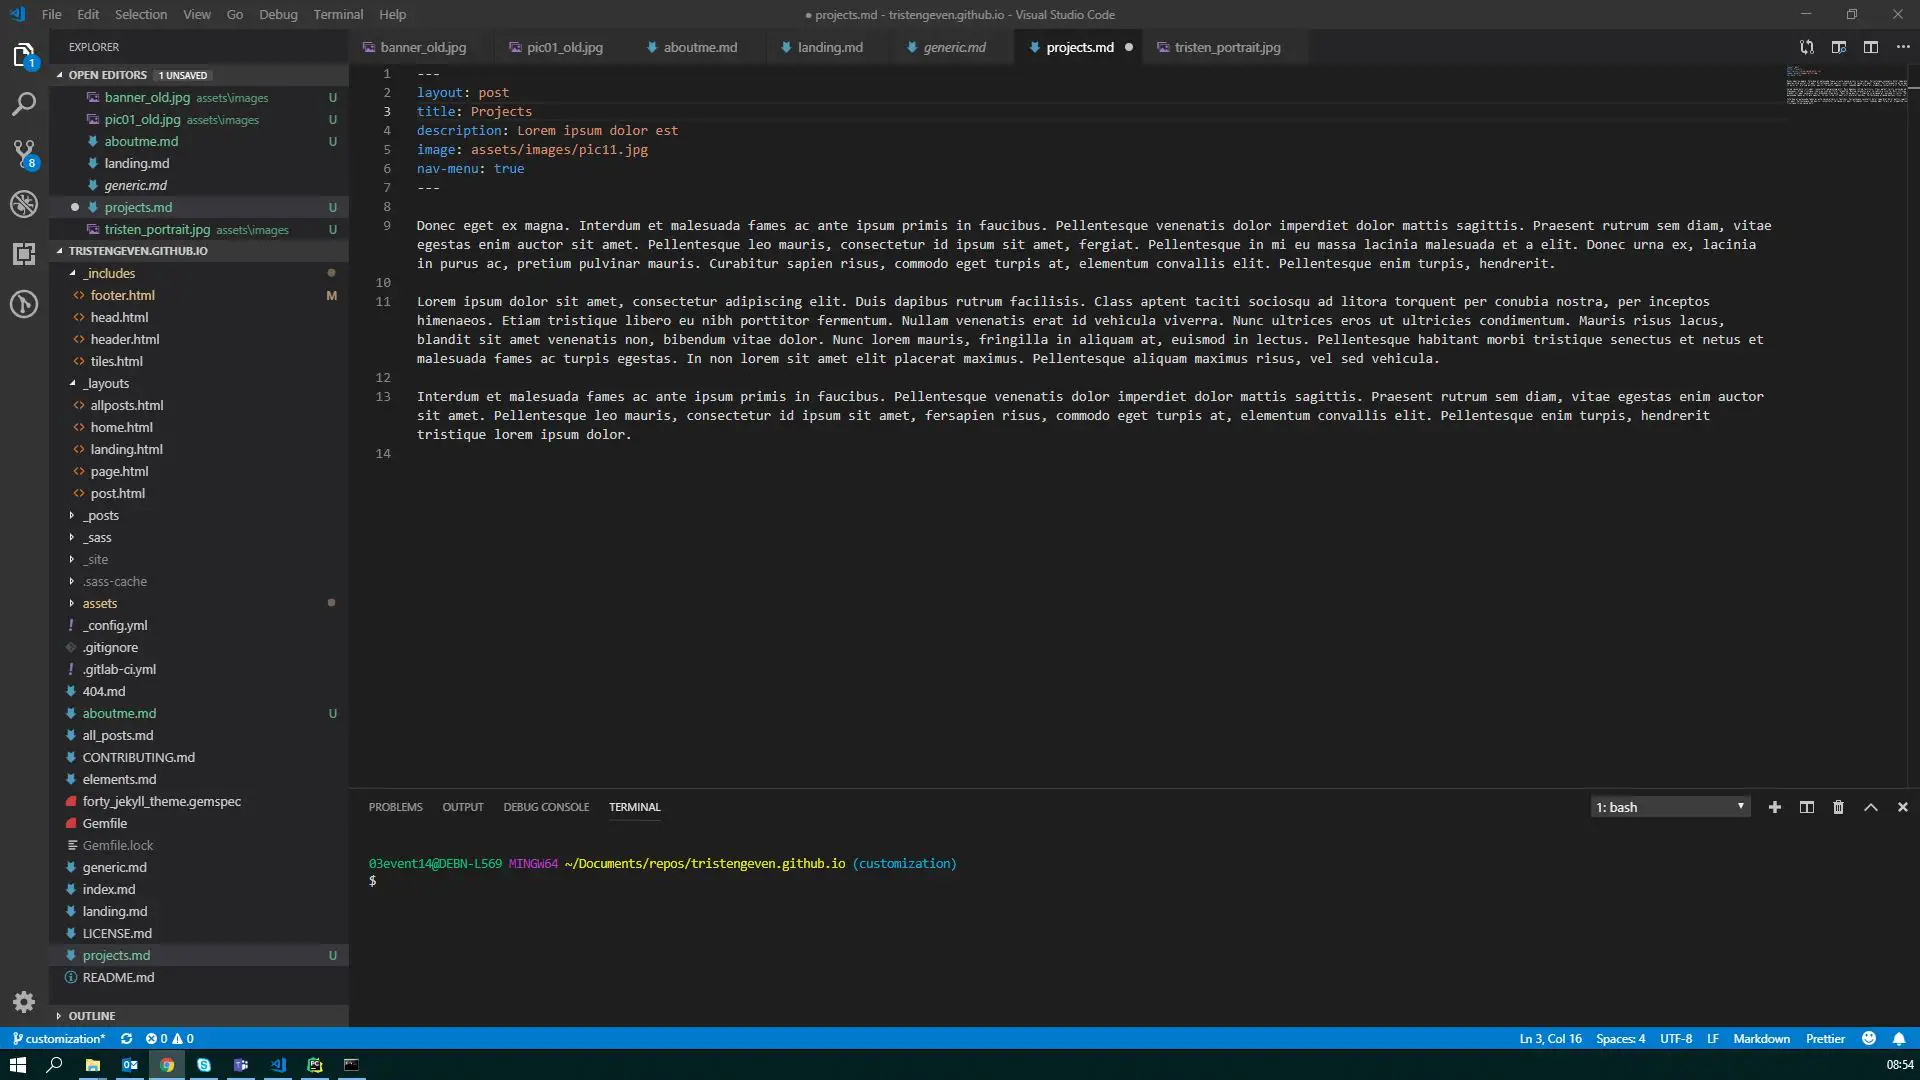 File Edit Selection View Go Debug Terminal Help
● projects.md - tristengeven.github.io - Visual Studio Code
EXPLORER
OPEN EDITORS 1 UNSAVED
banner_old.jpg assets\images U
pic01_old.jpg assets\images U
aboutme.md U
landing.md
generic.md
projects.md U
tristen_portrait.jpg assets\images U
TRISTENGEVEN.GITHUB.IO
_includes
footer.html M
head.html
header.html
tiles.html
_layouts
allposts.html
home.html
landing.html
page.html
post.html
_posts
_sass
_site
.sass-cache
assets
_config.yml
.gitignore
.gitlab-ci.yml
404.md
aboutme.md U
all_posts.md
CONTRIBUTING.md
elements.md
forty_jekyll_theme.gemspec
Gemfile
Gemfile.lock
generic.md
index.md
landing.md
LICENSE.md
projects.md U
README.md
OUTLINE
1
8
banner_old.jpg pic01_old.jpg aboutme.md landing.md generic.md projects.md tristen_portrait.jpg
1 ---
2 layout: post
3 title: Projects
4 description: Lorem ipsum dolor est
5 image: assets/images/pic11.jpg
6 nav-menu: true
7 ---
8
9 Donec eget ex magna. Interdum et malesuada fames ac ante ipsum primis in faucibus. Pellentesque venenatis dolor imperdiet dolor mattis sagittis. Praesent rutrum sem diam, vitae
egestas enim auctor sit amet. Pellentesque leo mauris, consectetur id ipsum sit amet, fergiat. Pellentesque in mi eu massa lacinia malesuada et a elit. Donec urna ex, lacinia
in purus ac, pretium pulvinar mauris. Curabitur sapien risus, commodo eget turpis at, elementum convallis elit. Pellentesque enim turpis, hendrerit.
10
11 Lorem ipsum dolor sit amet, consectetur adipiscing elit. Duis dapibus rutrum facilisis. Class aptent taciti sociosqu ad litora torquent per conubia nostra, per inceptos
himenaeos. Etiam tristique libero eu nibh porttitor fermentum. Nullam venenatis erat id vehicula viverra. Nunc ultrices eros ut ultricies condimentum. Mauris risus lacus,
blandit sit amet venenatis non, bibendum vitae dolor. Nunc lorem mauris, fringilla in aliquam at, euismod in lectus. Pellentesque habitant morbi tristique senectus et netus et
malesuada fames ac turpis egestas. In non lorem sit amet elit placerat maximus. Pellentesque aliquam maximus risus, vel sed vehicula.
12
13 Interdum et malesuada fames ac ante ipsum primis in faucibus. Pellentesque venenatis dolor imperdiet dolor mattis sagittis. Praesent rutrum sem diam, vitae egestas enim auctor
sit amet. Pellentesque leo mauris, consectetur id ipsum sit amet, fersapien risus, commodo eget turpis at, elementum convallis elit. Pellentesque enim turpis, hendrerit
tristique lorem ipsum dolor.
14
PROBLEMS OUTPUT DEBUG CONSOLE TERMINAL 1: bash
03event14@DEBN-L569 MINGW64 ~/Documents/repos/tristengeven.github.io (customization)
$
customization* 0 0 Ln 3, Col 16 Spaces: 4 UTF-8 LF Markdown Prettier
08:54